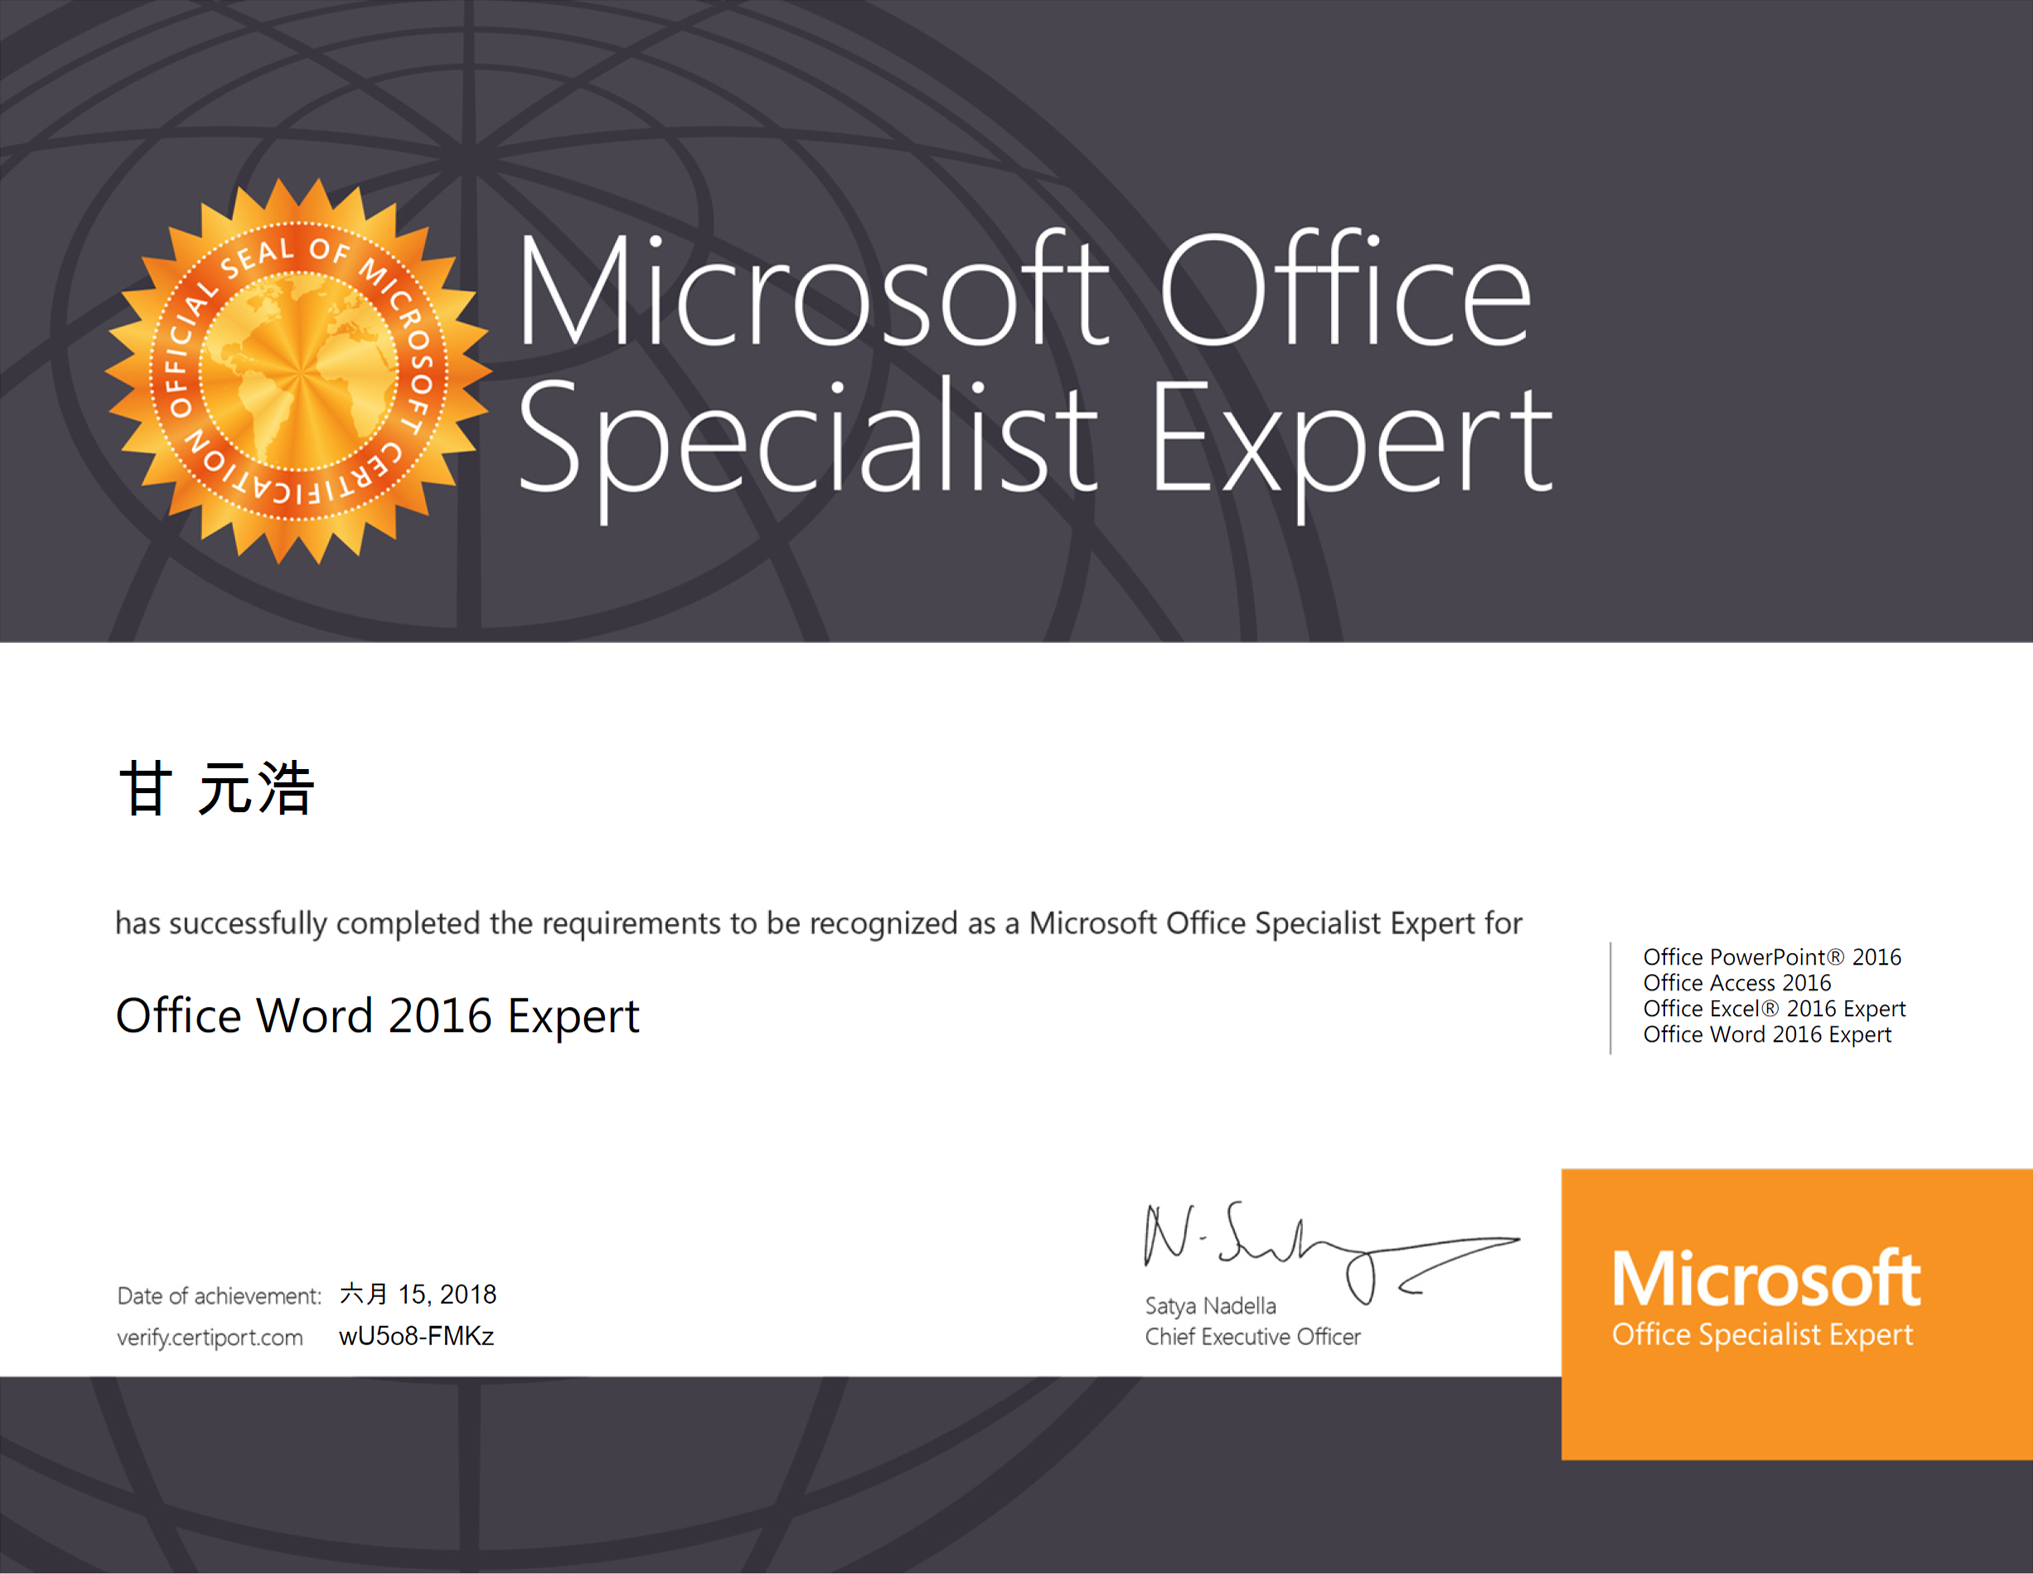 OFFICIAL SEAL OF MICROSOFT CERTIFICATION
Microsoft Office
Specialist Expert
甘 元浩
has successfully completed the requirements to be recognized as a Microsoft Office Specialist Expert for
Office Word 2016 Expert
Office PowerPoint® 2016
Office Access 2016
Office Excel® 2016 Expert
Office Word 2016 Expert
Date of achievement: 六月 15, 2018
verify.certiport.com wU5o8-FMKz
Satya Nadella
Chief Executive Officer
Microsoft
Office Specialist Expert